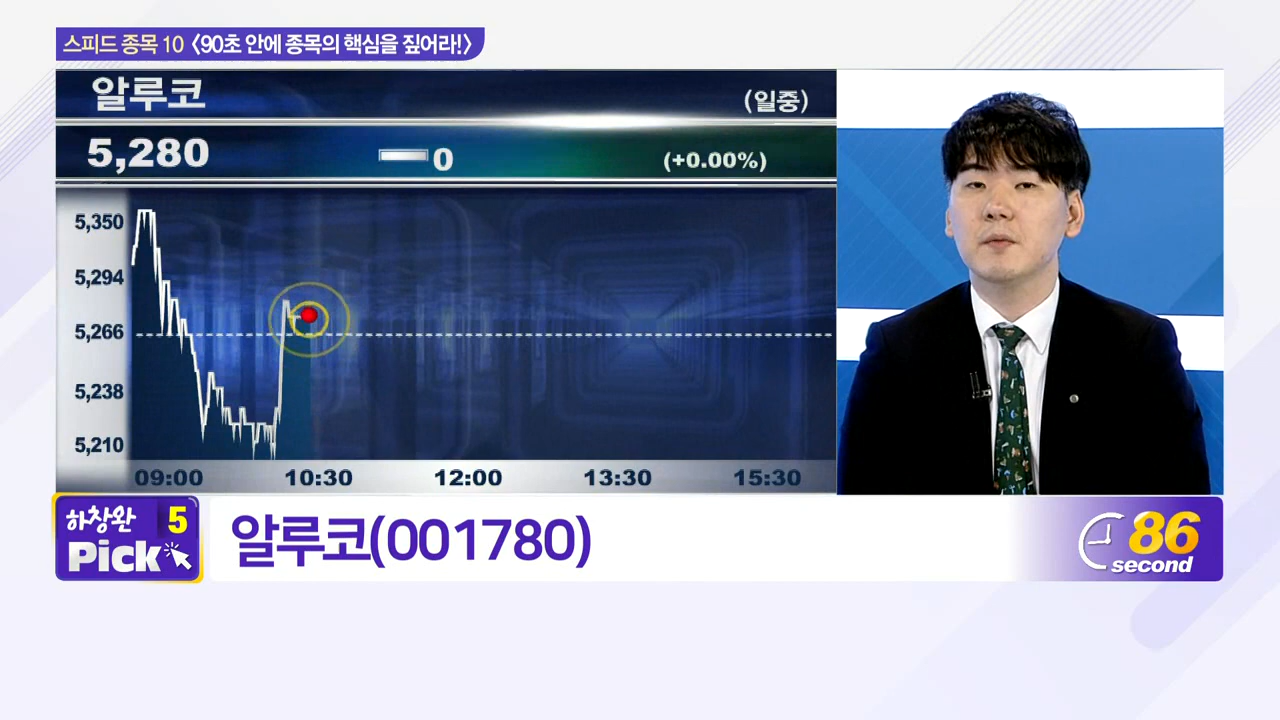 스피드 종목 10 <90초 안에 종목의 핵심을 짚어라!>
알루코
(일중)
5,280
0
(+0.00%)
5,350
5,294
5,266
5,238
5,210
09:00 10:30 12:00 13:30 15:30
하창완 5
Pick
알루코(001780)
86
second